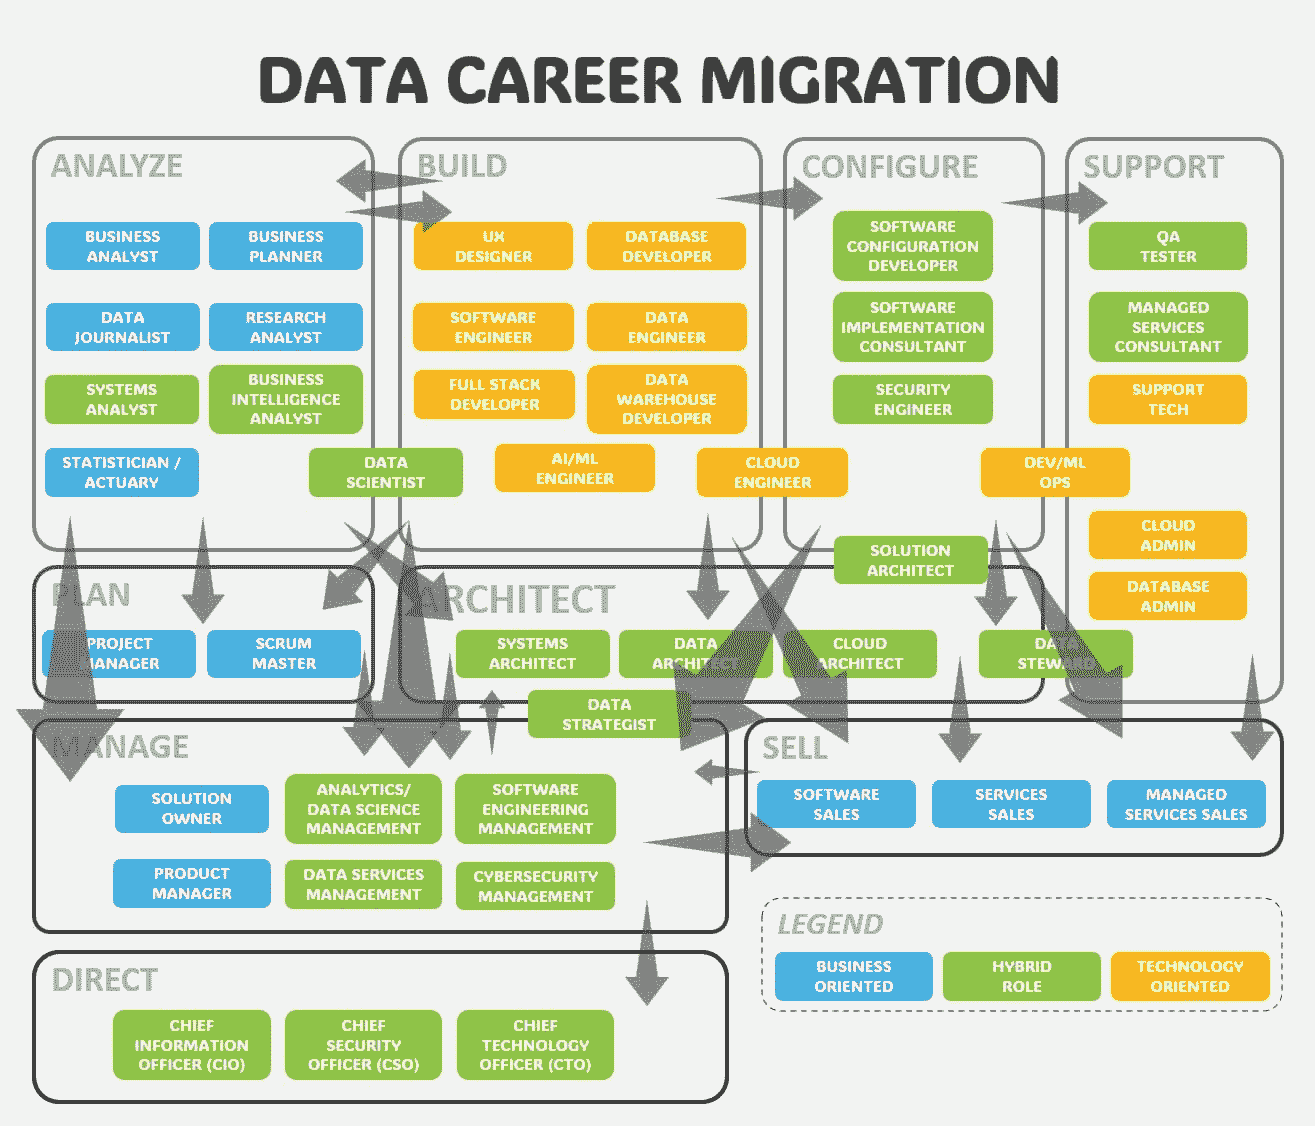 DATA CAREER MIGRATION
ANALYZE
BUSINESS
ANALYST
BUSINESS
PLANNER
DATA
JOURNALIST
RESEARCH
ANALYST
SYSTEMS
ANALYST
BUSINESS
INTELLIGENCE
ANALYST
STATISTICIAN /
ACTUARY
DATA
SCIENTIST
BUILD
UX
DESIGNER
DATABASE
DEVELOPER
SOFTWARE
ENGINEER
DATA
ENGINEER
FULL STACK
DEVELOPER
DATA
WAREHOUSE
DEVELOPER
AI/ML
ENGINEER
CLOUD
ENGINEER
CONFIGURE
SOFTWARE
CONFIGURATION
DEVELOPER
SOFTWARE
IMPLEMENTATION
CONSULTANT
SECURITY
ENGINEER
DEV/ML
OPS
SOLUTION
ARCHITECT
SUPPORT
QA
TESTER
MANAGED
SERVICES
CONSULTANT
SUPPORT
TECH
CLOUD
ADMIN
DATABASE
ADMIN
PLAN
PROJECT
MANAGER
SCRUM
MASTER
ARCHITECT
SYSTEMS
ARCHITECT
DATA
ARCHITECT
CLOUD
ARCHITECT
DATA
STEWARD
DATA
STRATEGIST
MANAGE
SOLUTION
OWNER
ANALYTICS/
DATA SCIENCE
MANAGEMENT
SOFTWARE
ENGINEERING
MANAGEMENT
PRODUCT
MANAGER
DATA SERVICES
MANAGEMENT
CYBERSECURITY
MANAGEMENT
SELL
SOFTWARE
SALES
SERVICES
SALES
MANAGED
SERVICES SALES
LEGEND
BUSINESS
ORIENTED
HYBRID
ROLE
TECHNOLOGY
ORIENTED
DIRECT
CHIEF
INFORMATION
OFFICER (CIO)
CHIEF
SECURITY
OFFICER (CSO)
CHIEF
TECHNOLOGY
OFFICER (CTO)